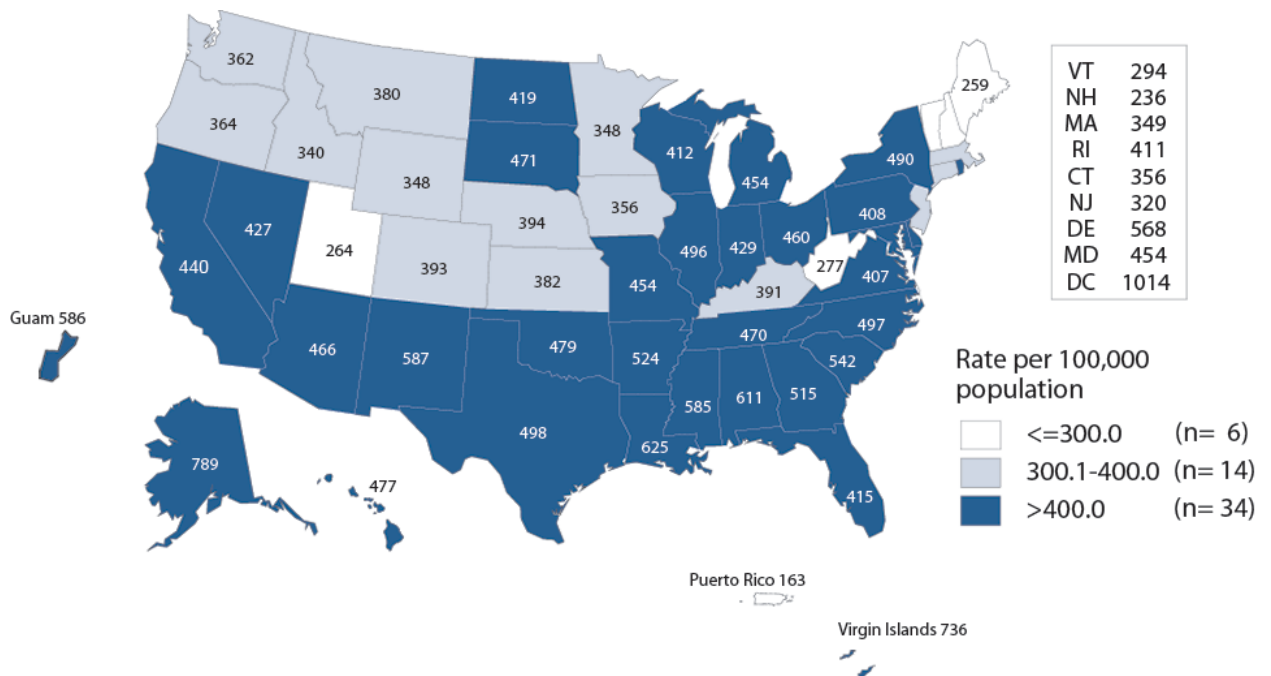 362
380
419
348
259
364
340
348
471
412
454
490
427
264
393
394
356
382
454
496
429
460
408
277
391
407
440
466
587
479
524
470
497
542
498
625
585
611
515
415
789
477
Guam 586
Puerto Rico 163
Virgin Islands 736
VT 294
NH 236
MA 349
RI 411
CT 356
NJ 320
DE 568
MD 454
DC 1014
Rate per 100,000
population
<=300.0 (n= 6)
300.1-400.0 (n= 14)
>400.0 (n= 34)